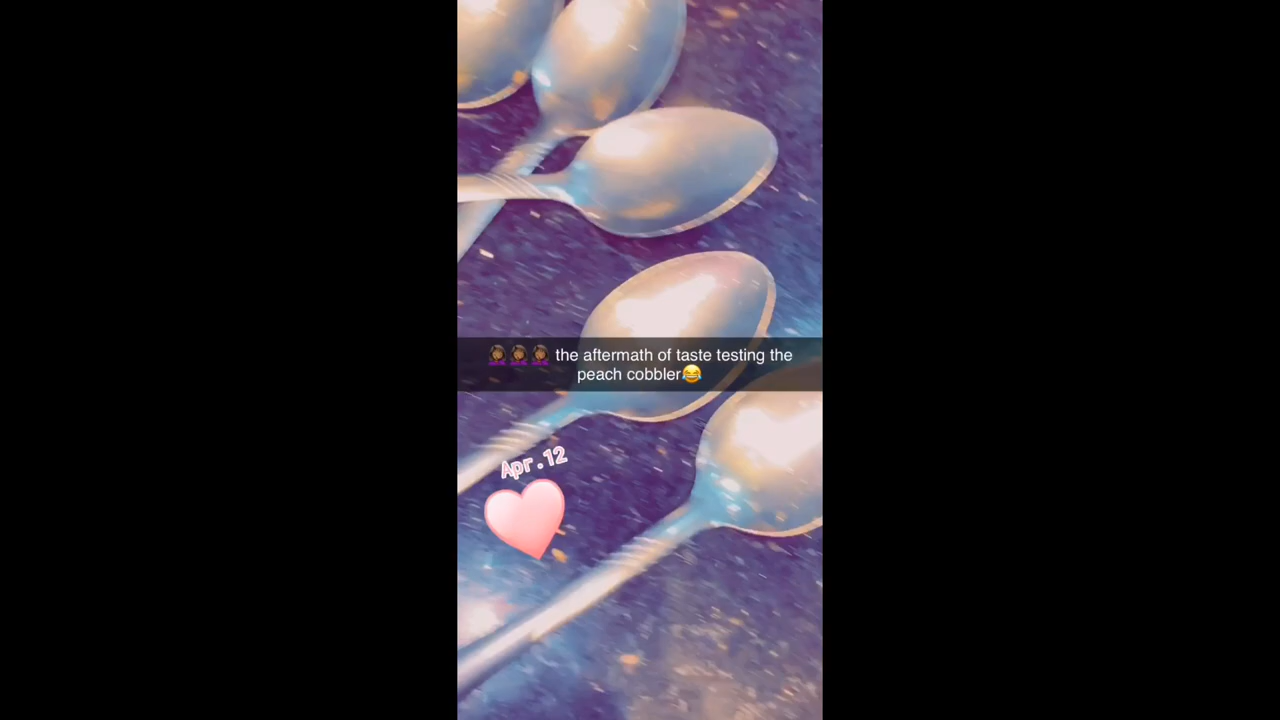 🤦🏾‍♀️🤦🏾‍♀️🤦🏾‍♀️ the aftermath of taste testing the
peach cobbler😂
Apr.12